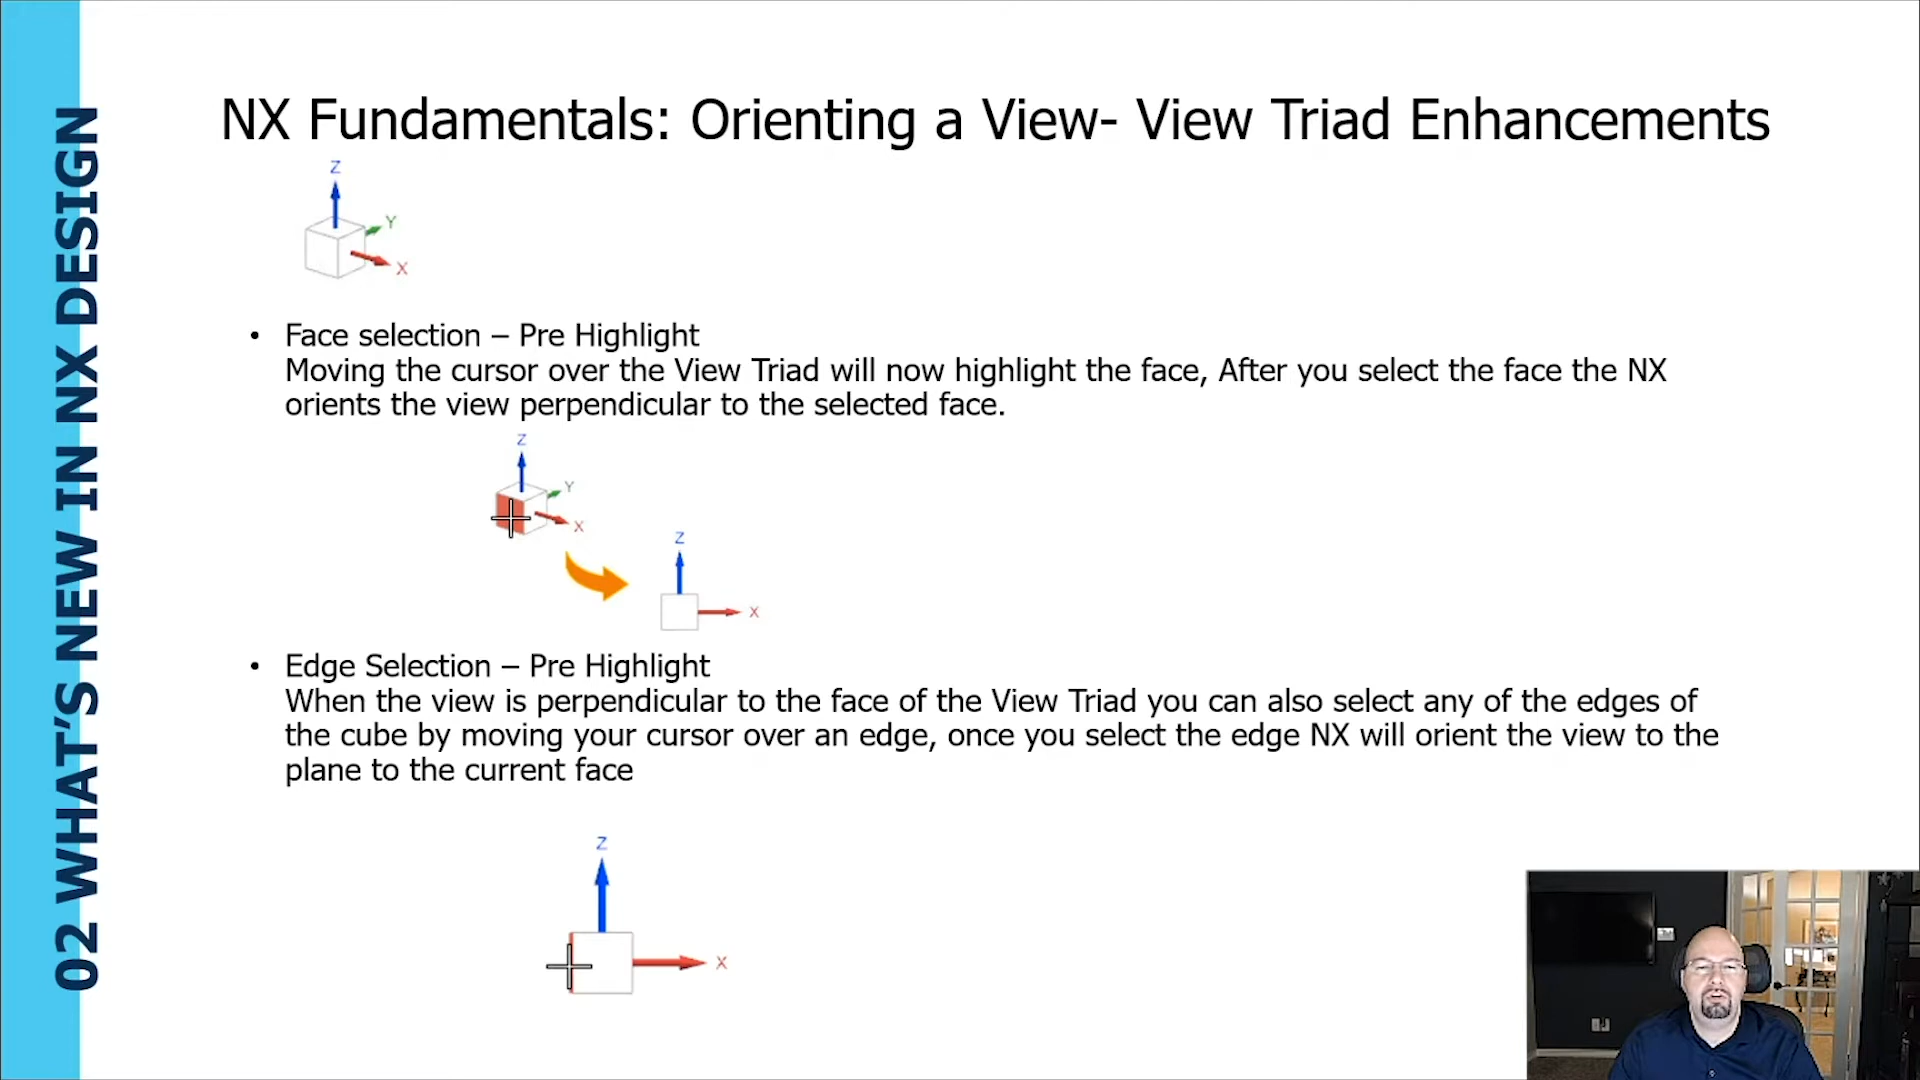 02 WHAT'S NEW IN NX DESIGN
NX Fundamentals: Orienting a View- View Triad Enhancements
Z
Y
X
• Face selection – Pre Highlight
Moving the cursor over the View Triad will now highlight the face, After you select the face the NX
orients the view perpendicular to the selected face.
Z
Y
X
Z
X
• Edge Selection – Pre Highlight
When the view is perpendicular to the face of the View Triad you can also select any of the edges of
the cube by moving your cursor over an edge, once you select the edge NX will orient the view to the
plane to the current face
Z
X